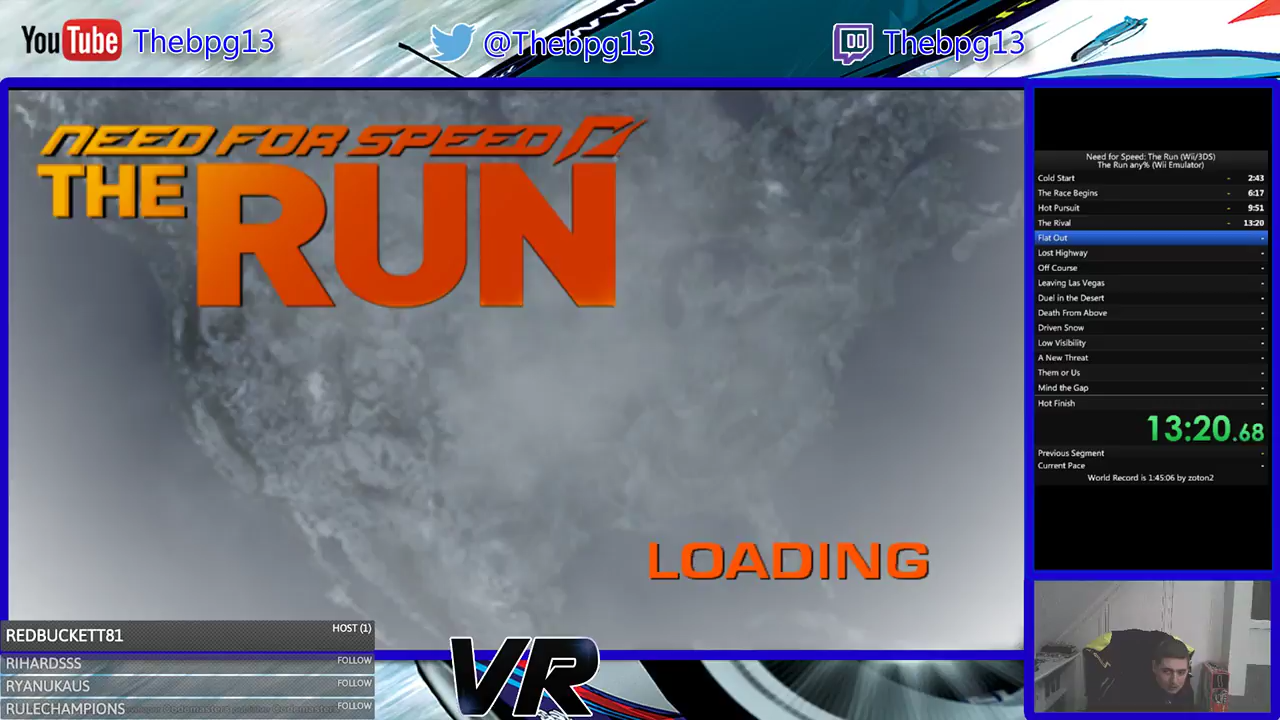 YouTube Thebpg13
@Thebpg13
Thebpg13
NEED FOR SPEED
THE RUN
LOADING
Need for Speed: The Run (Wii/3DS)
The Run any% (Wii Emulator)
Cold Start - 2:43
The Race Begins - 6:17
Hot Pursuit - 9:51
The Rival - 13:20
Flat Out -
Lost Highway -
Off Course -
Leaving Las Vegas -
Duel in the Desert -
Death From Above -
Driven Snow -
Low Visibility -
A New Threat -
Them or Us -
Mind the Gap -
Hot Finish -
13:20.68
Previous Segment -
Current Pace -
World Record is 1:45:06 by zoton2
REDBUCKETT81 HOST (1)
RIHARDSSS FOLLOW
RYANUKAUS FOLLOW
RULECHAMPIONS FOLLOW
VR